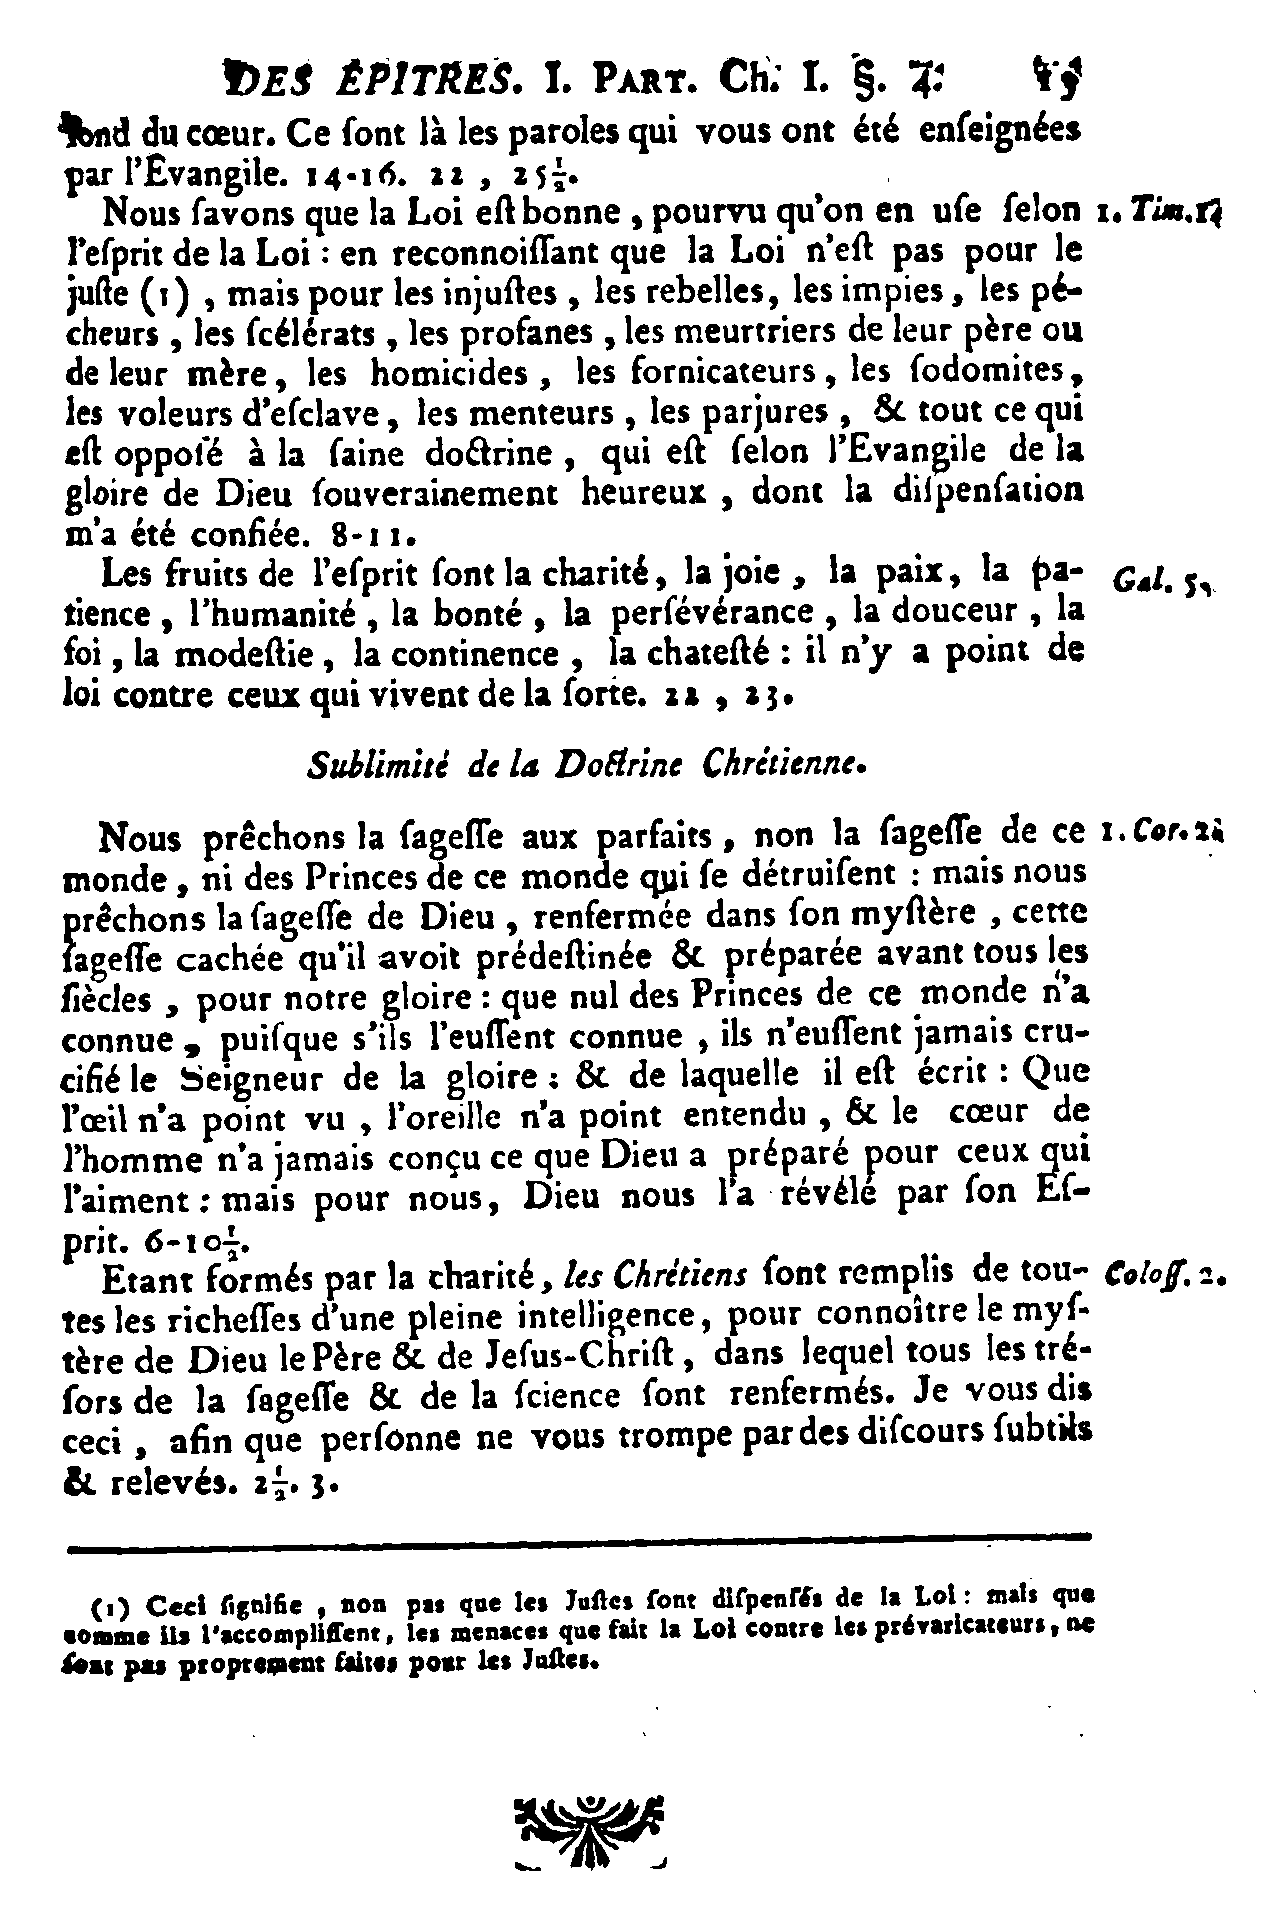 DES ÉPITRES. I. PART. Ch. I. §. 7.
fond du cœur. Ce ſont là les paroles qui vous ont été enſeignées
par l'Evangile. 14-16. 22, 25½.
Nous ſavons que la Loi eſt bonne, pourvu qu'on en uſe ſelon 1. Tim. 1.
l'eſprit de la Loi : en reconnoiſſant que la Loi n'eſt pas pour le
juſte (1), mais pour les injuſtes, les rebelles, les impies, les pé-
cheurs, les ſcélérats, les profanes, les meurtriers de leur père ou
de leur mère, les homicides, les fornicateurs, les ſodomites,
les voleurs d'eſclave, les menteurs, les parjures, & tout ce qui
eſt oppoſé à la ſaine doctrine, qui eſt ſelon l'Evangile de la
gloire de Dieu ſouverainement heureux, dont la diſpenſation
m'a été confiée. 8-11.
Les fruits de l'eſprit ſont la charité, la joie, la paix, la pa- Gal. 5.
tience, l'humanité, la bonté, la perſévérance, la douceur, la
foi, la modeſtie, la continence, la chateſté : il n'y a point de
loi contre ceux qui vivent de la ſorte. 22, 23.
Sublimité de la Doctrine Chrétienne.
Nous prêchons la ſageſſe aux parfaits, non la ſageſſe de ce 1. Cor. 2.
monde, ni des Princes de ce monde qui ſe détruiſent : mais nous
prêchons la ſageſſe de Dieu, renfermée dans ſon myſtère, cette
ſageſſe cachée qu'il avoit prédeſtinée & préparée avant tous les
ſiècles, pour notre gloire : que nul des Princes de ce monde n'a
connue, puiſque s'ils l'euſſent connue, ils n'euſſent jamais cru-
cifié le Seigneur de la gloire ; & de laquelle il eſt écrit : Que
l'œil n'a point vu, l'oreille n'a point entendu, & le cœur de
l'homme n'a jamais conçu ce que Dieu a préparé pour ceux qui
l'aiment : mais pour nous, Dieu nous l'a révélé par ſon Eſ-
prit. 6-10½.
Etant formés par la charité, les Chrétiens ſont remplis de tou- Coloſſ. 2.
tes les richeſſes d'une pleine intelligence, pour connoître le myſ-
tère de Dieu le Père & de Jeſus-Chriſt, dans lequel tous les tré-
ſors de la ſageſſe & de la ſcience ſont renfermés. Je vous dis
ceci, afin que perſonne ne vous trompe par des diſcours ſubtils
& relevés. 2½. 3.
(1) Ceci ſignifie, non pas que les Juſtes ſont diſpenſés de la Loi : mais que
comme ils l'accompliſſent, les menaces que fait la Loi contre les prévaricateurs, ne
ſont pas proprement faites pour les Juſtes.